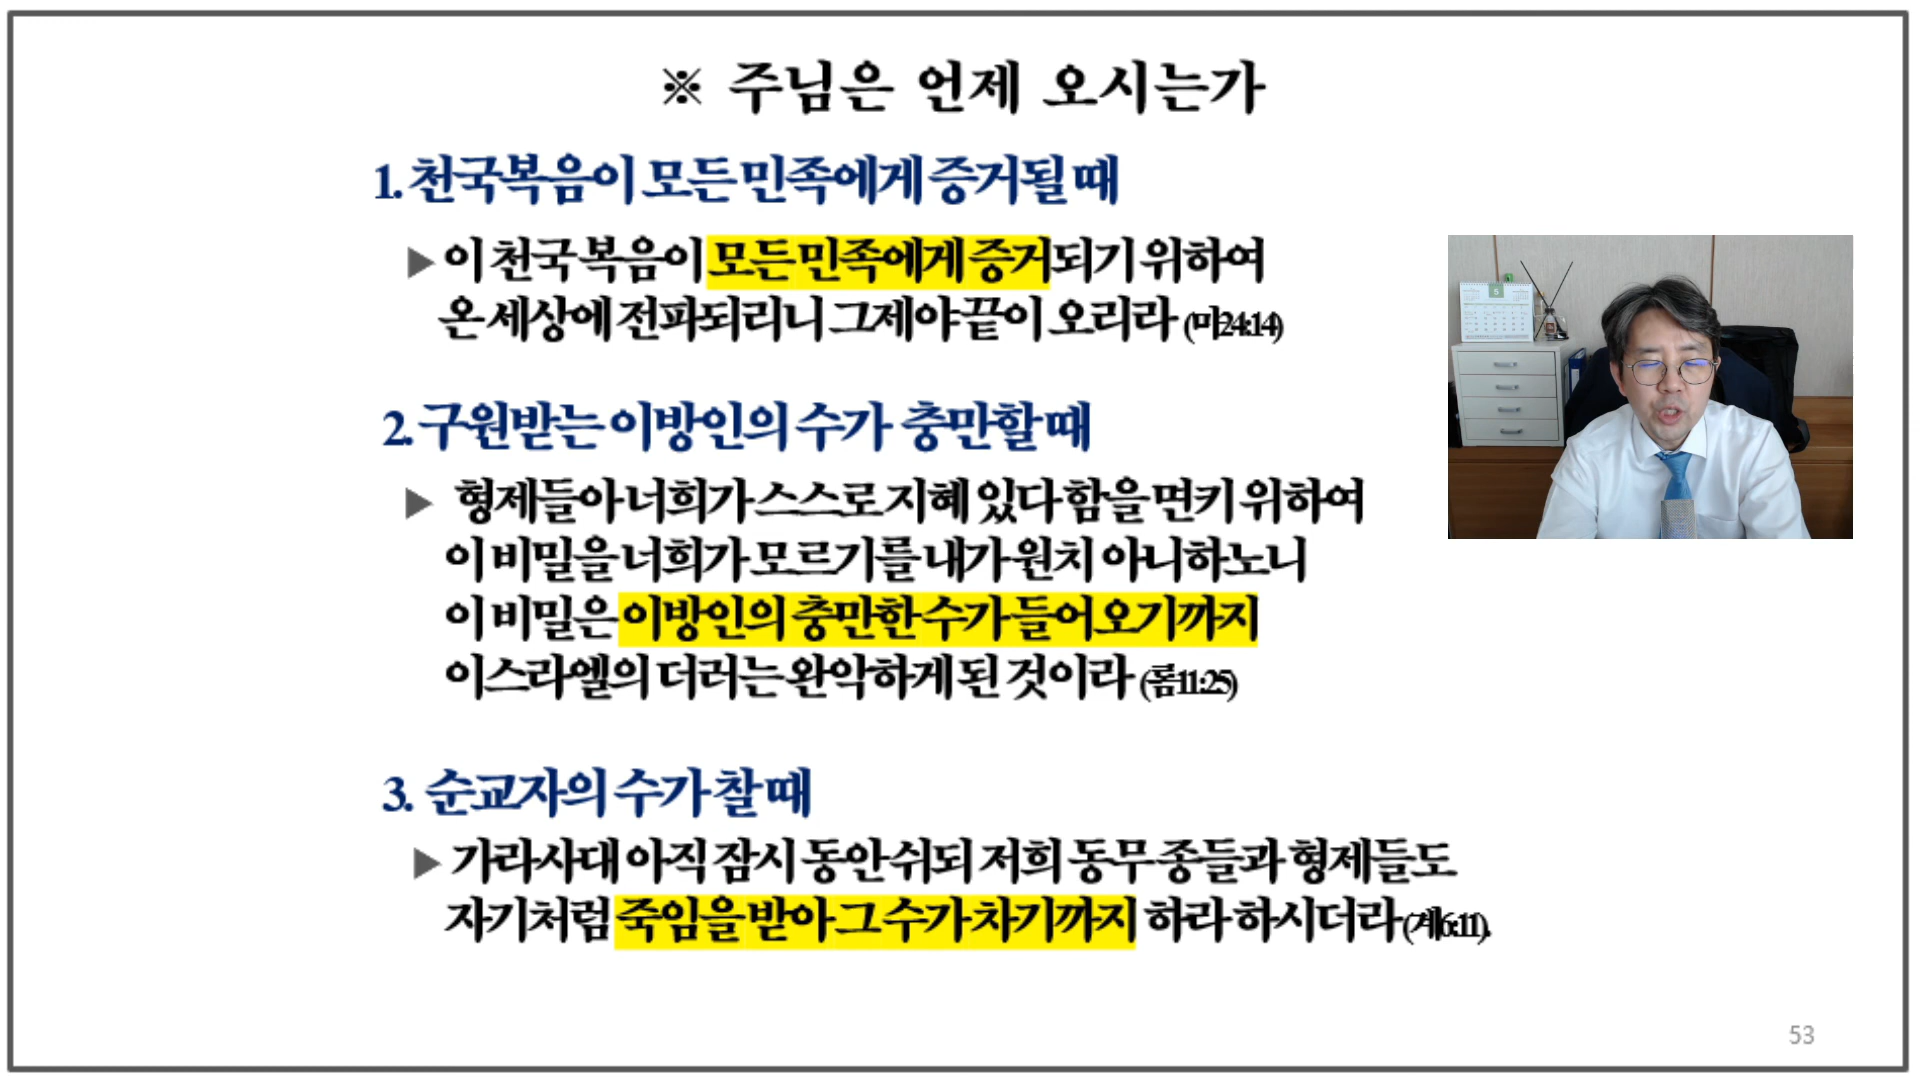 ※ 주님은 언제 오시는가
1. 천국복음이 모든 민족에게 증거될 때
▶ 이 천국 복음이 모든 민족에게 증거되기 위하여
온 세상에 전파되리니 그제야 끝이 오리라 (마24:14)
2. 구원받는 이방인의 수가 충만할 때
▶ 형제들아 너희가 스스로 지혜 있다 함을 면키 위하여
이 비밀을 너희가 모르기를 내가 원치 아니하노니
이 비밀은 이방인의 충만한 수가 들어오기까지
이스라엘의 더러는 완악하게 된 것이라 (롬11:25)
3. 순교자의 수가 찰 때
▶ 가라사대 아직 잠시 동안 쉬되 저희 동무 종들과 형제들도
자기처럼 죽임을 받아 그 수가 차기까지 하라 하시더라 (계6:11).
53